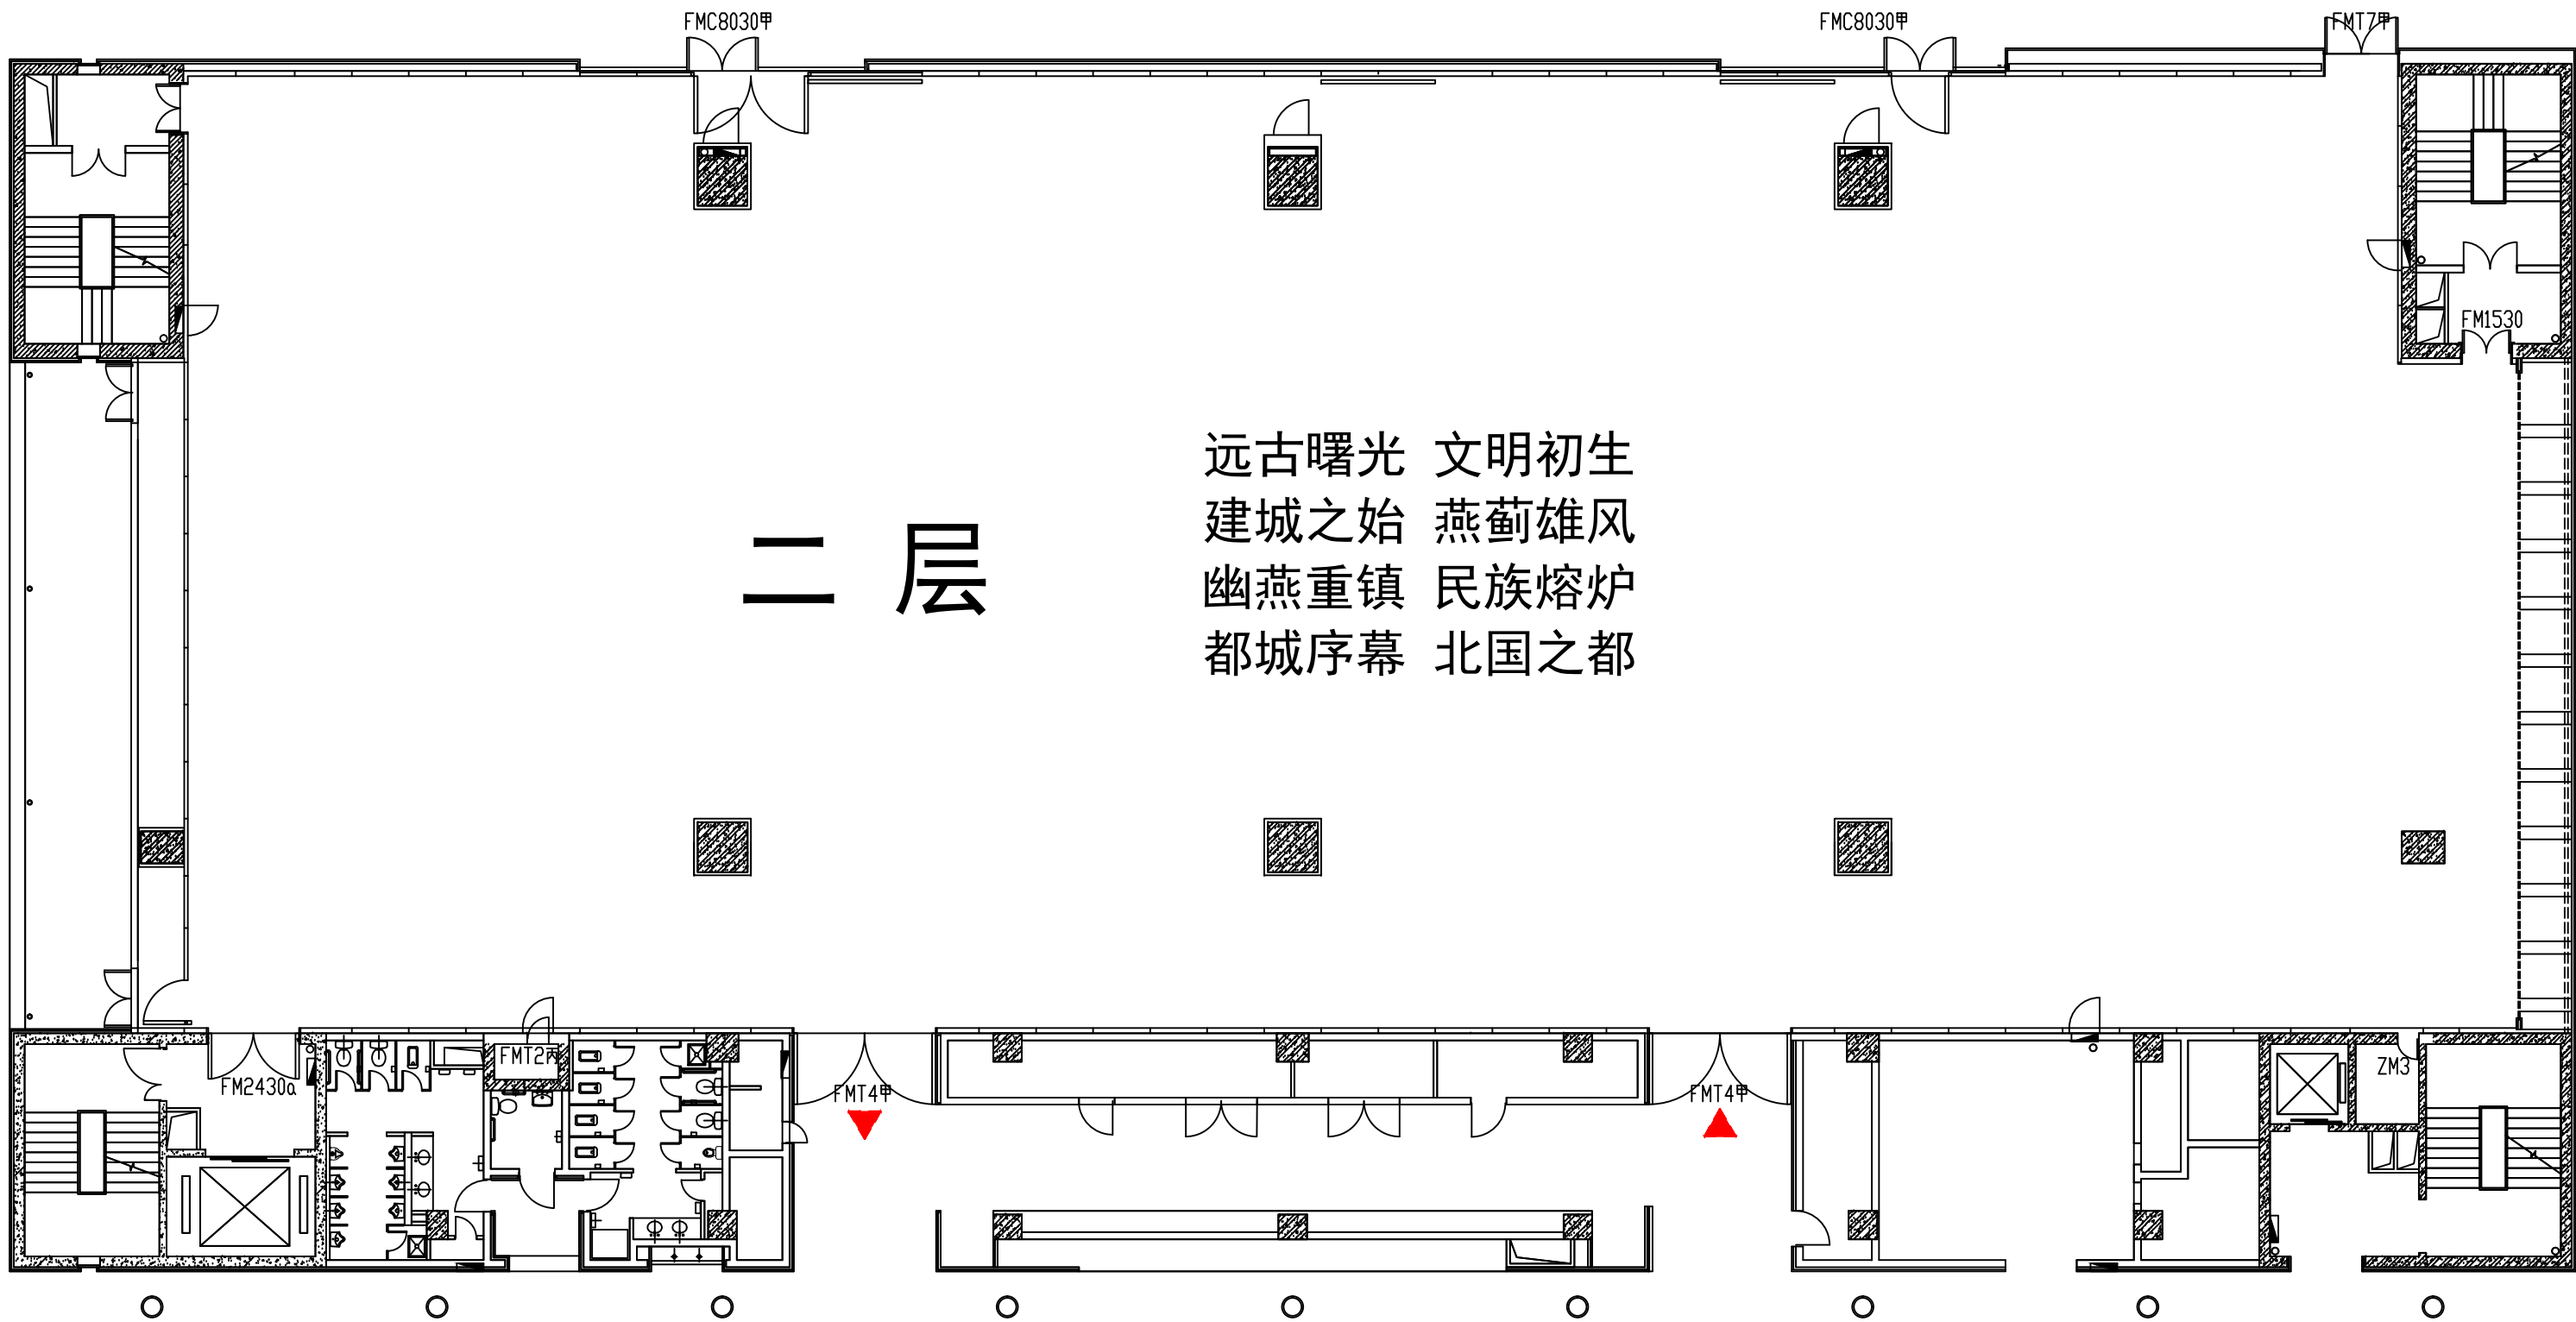 FMC8030甲
FMC8030甲
FMT7甲
FM1530
远古曙光 文明初生
建城之始 燕蓟雄风
二层
幽燕重镇 民族熔炉
都城序幕 北国之都
FMT2丙
FM2430a
FMT4甲
FMT4甲
ZM3